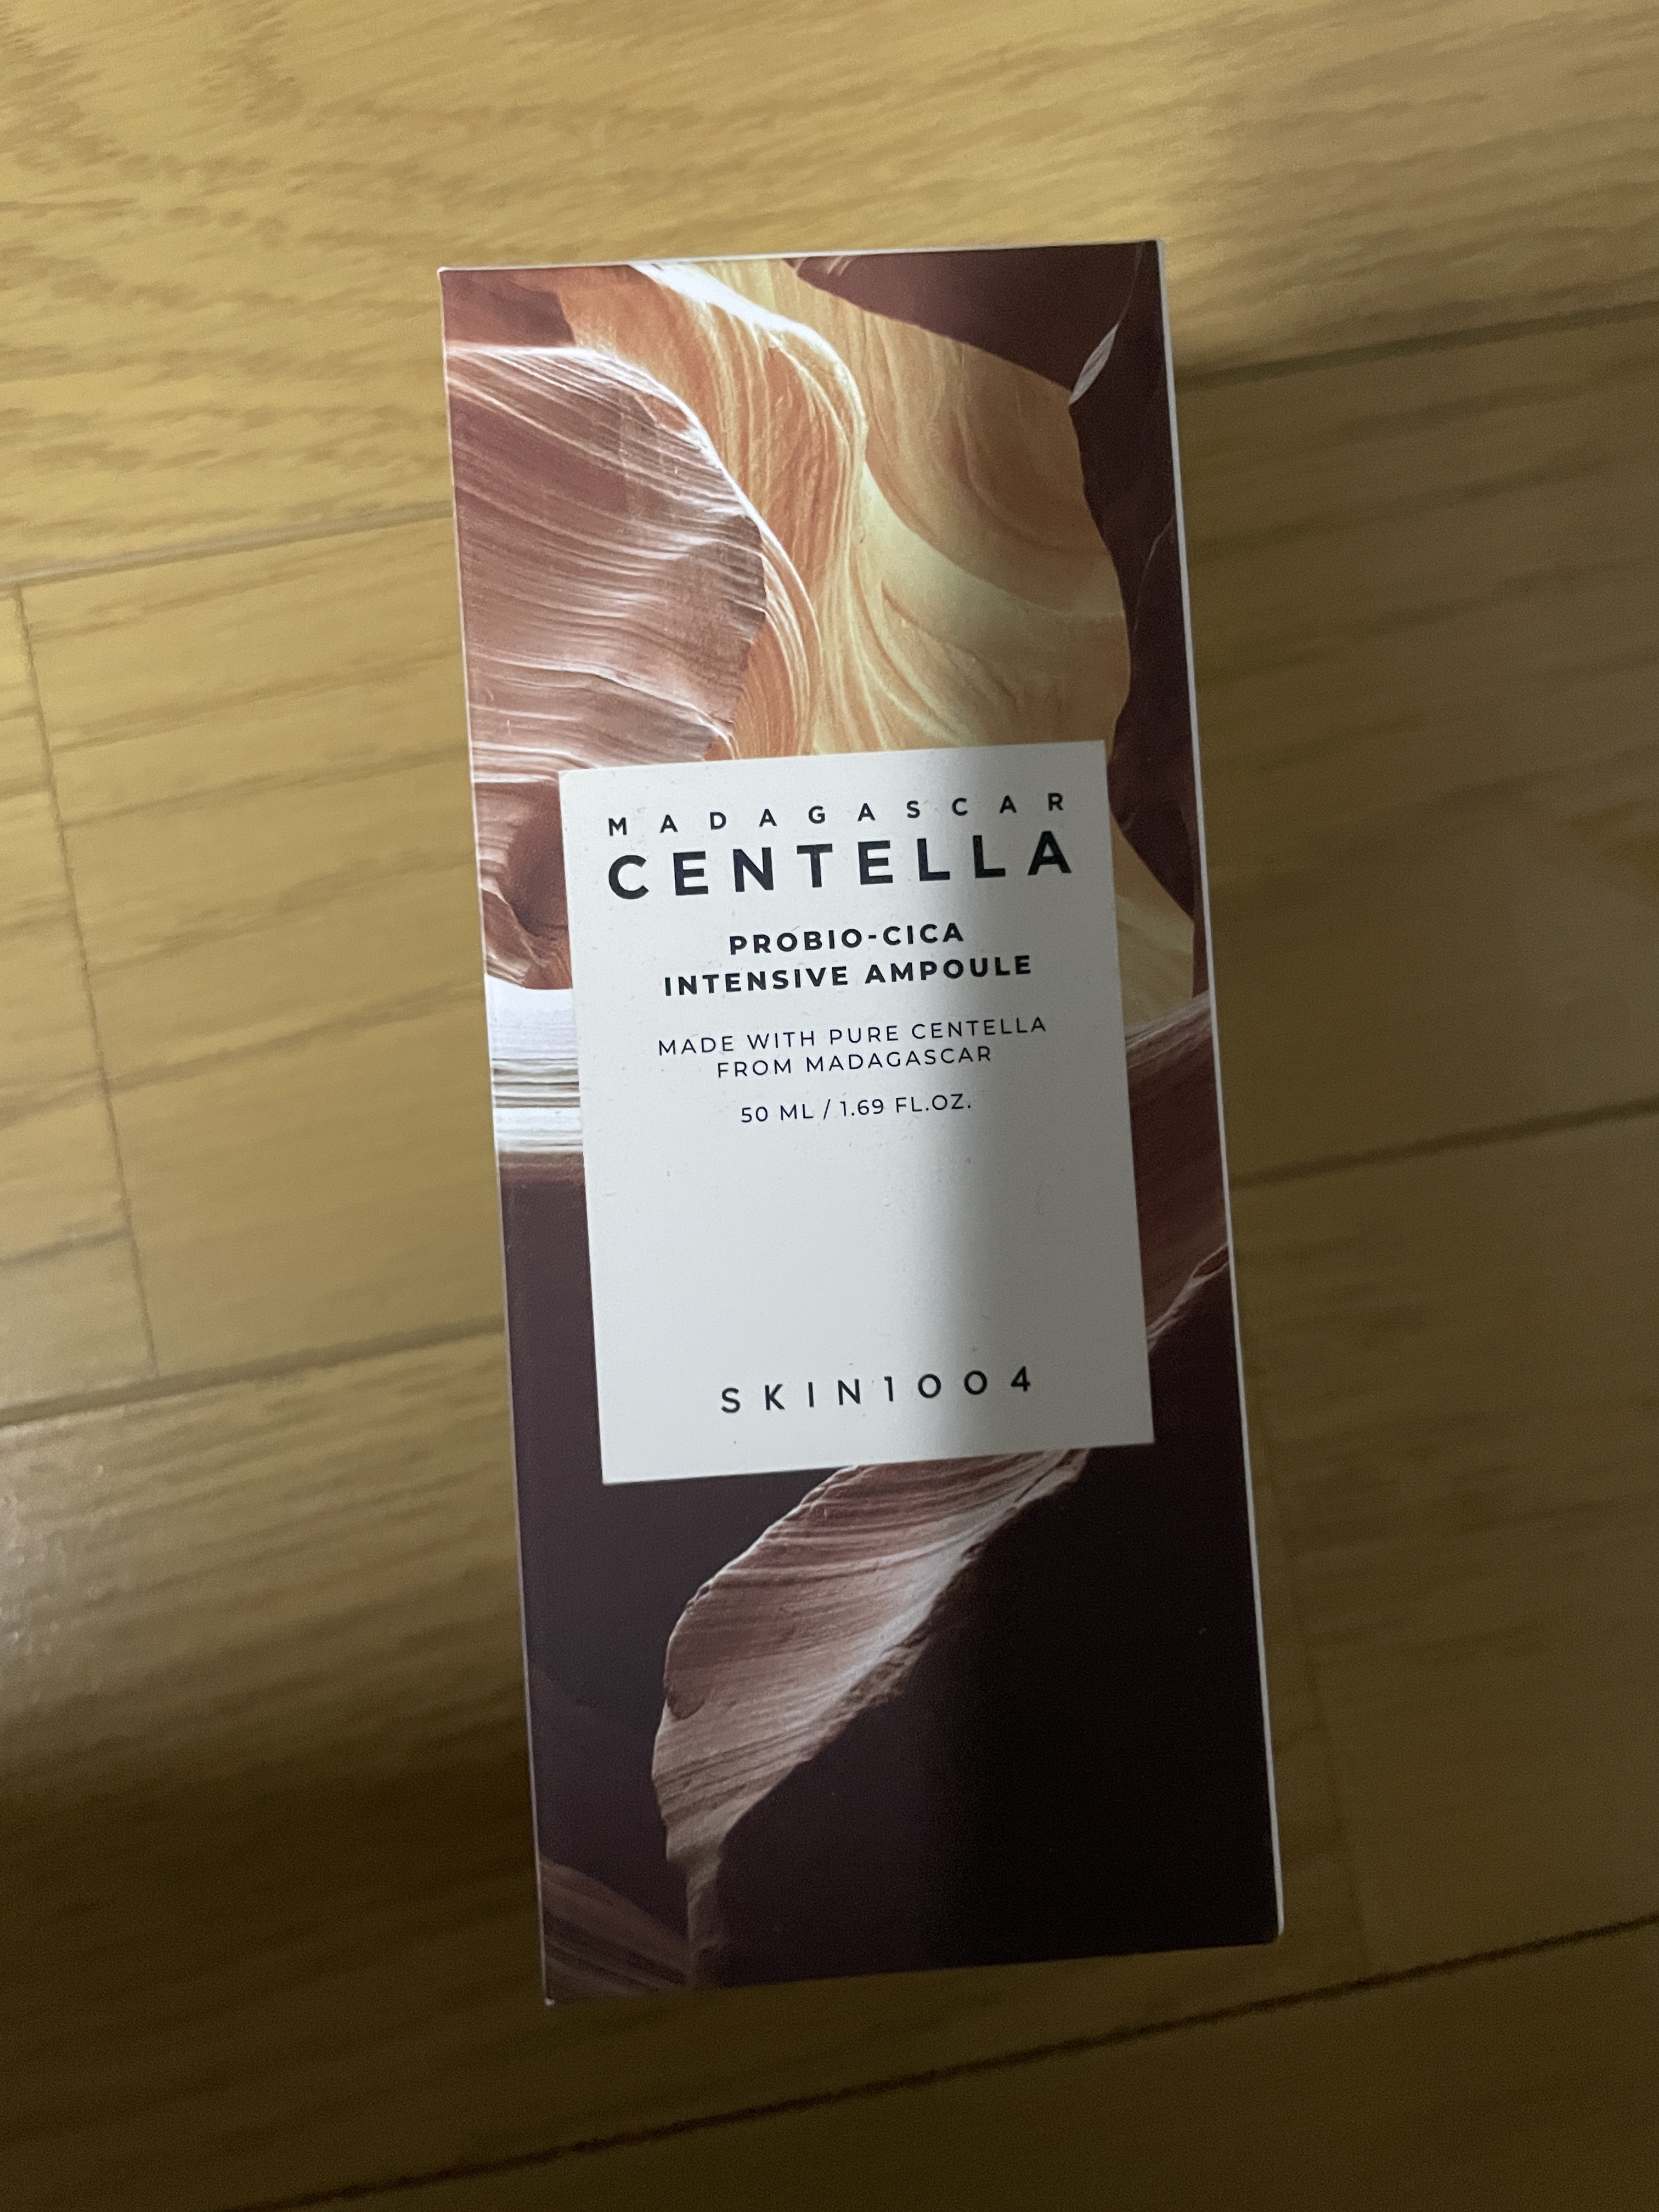 MADAGASCAR
CENTELLA
PROBIO-CICA
INTENSIVE AMPOULE
MADE WITH PURE CENTELLA
FROM MADAGASCAR
50 ML / 1.69 FL.OZ.
SKIN1004